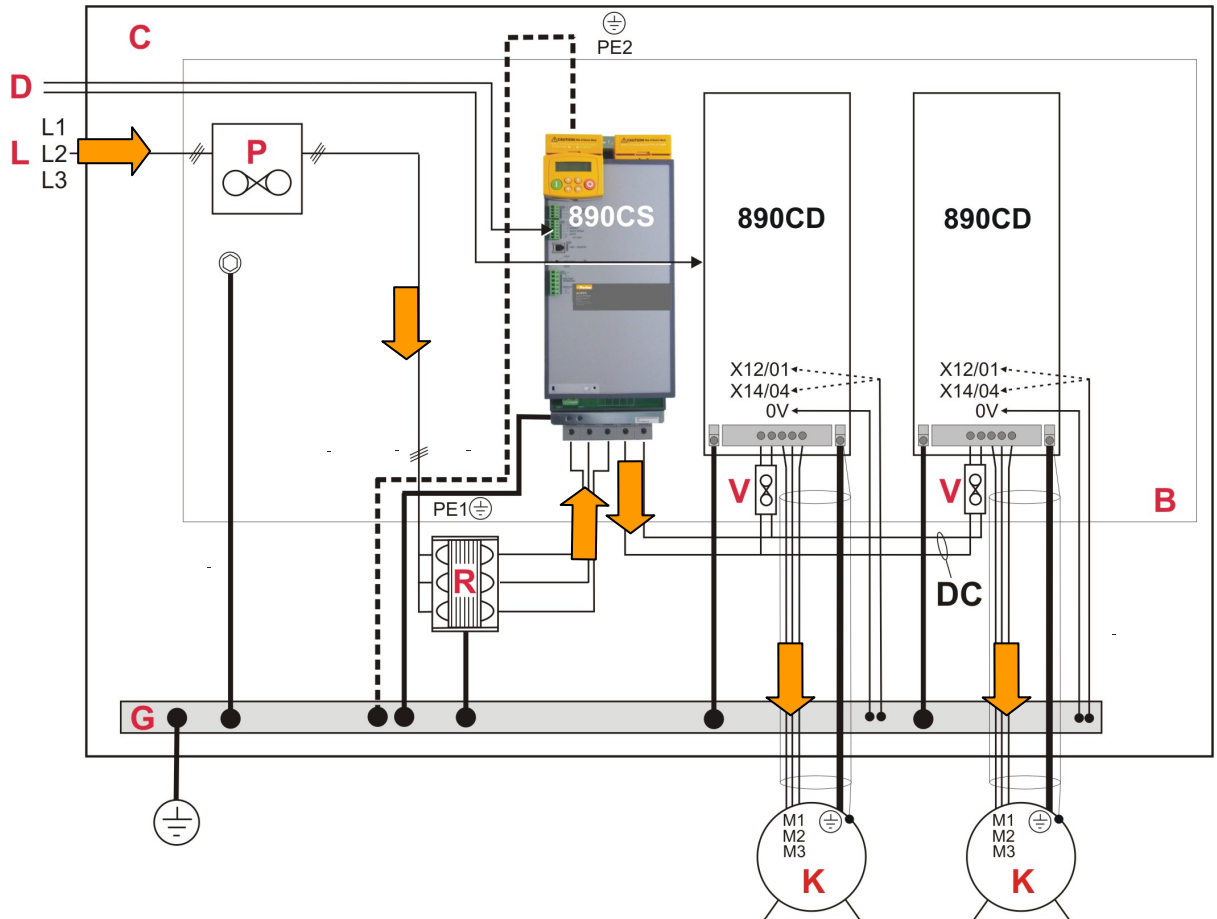 C
PE2
D
L1
L
L2
L3
P
890CS
890CD
890CD
X12/01
X14/04
0V
X12/01
X14/04
0V
V
V
B
PE1
R
DC
G
M1
M2
M3
K
M1
M2
M3
K